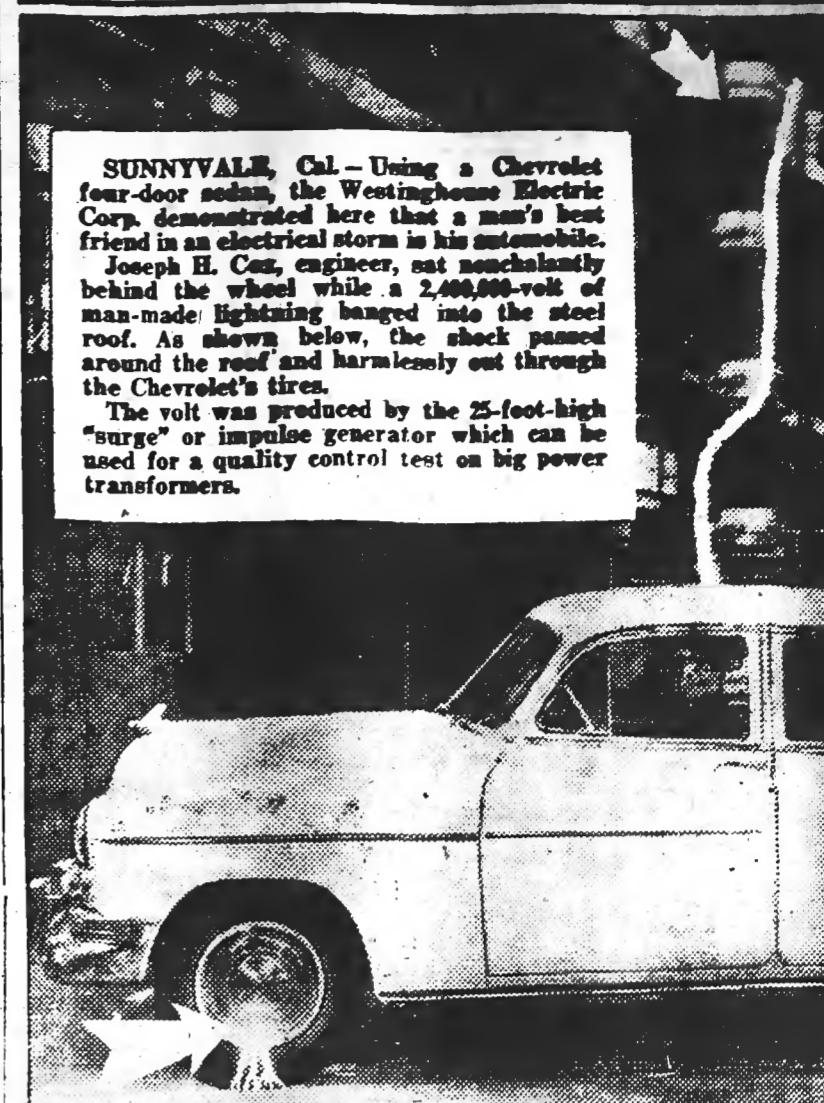 SUNNYVALE, Cal. – Using a Chevrolet
four-door sedan, the Westinghouse Electric
Corp. demonstrated here that a man's best
friend in an electrical storm is his automobile.
Joseph H. Cox, engineer, sat nonchalantly
behind the wheel while a 2,400,000-volt of
man-made lightning banged into the steel
roof. As shown below, the shock passed
around the roof and harmlessly out through
the Chevrolet's tires.
The volt was produced by the 25-foot-high
"surge" or impulse generator which can be
used for a quality control test on big power
transformers.